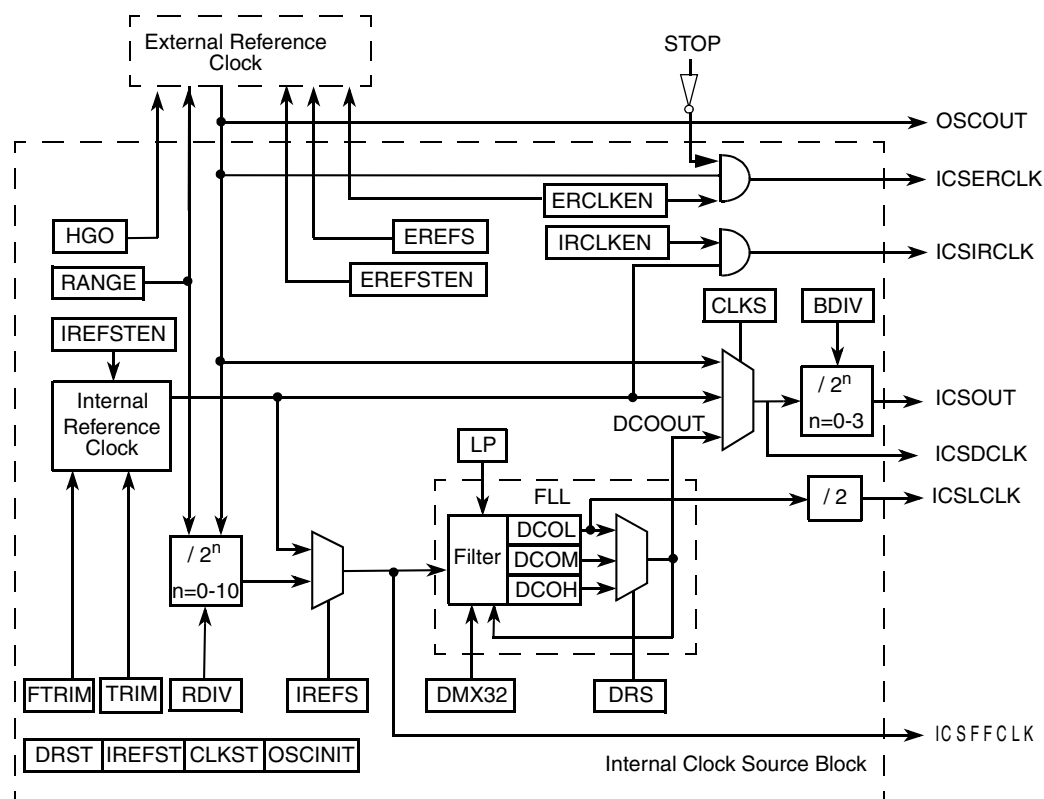 External Reference
Clock
STOP
OSCOUT
ICSERCLK
ERCLKEN
HGO
EREFS
IRCLKEN
ICSIRCLK
RANGE
EREFSTEN
CLKS
BDIV
IREFSTEN
Internal
Reference
Clock
/ 2ⁿ
n=0-3
ICSOUT
DCOOUT
LP
ICSDCLK
FLL
/ 2
ICSLCLK
DCOL
/ 2ⁿ
Filter
DCOM
n=0-10
DCOH
FTRIM
TRIM
RDIV
IREFS
DMX32
DRS
ICSFFCLK
DRST IREFST CLKST OSCINIT
Internal Clock Source Block